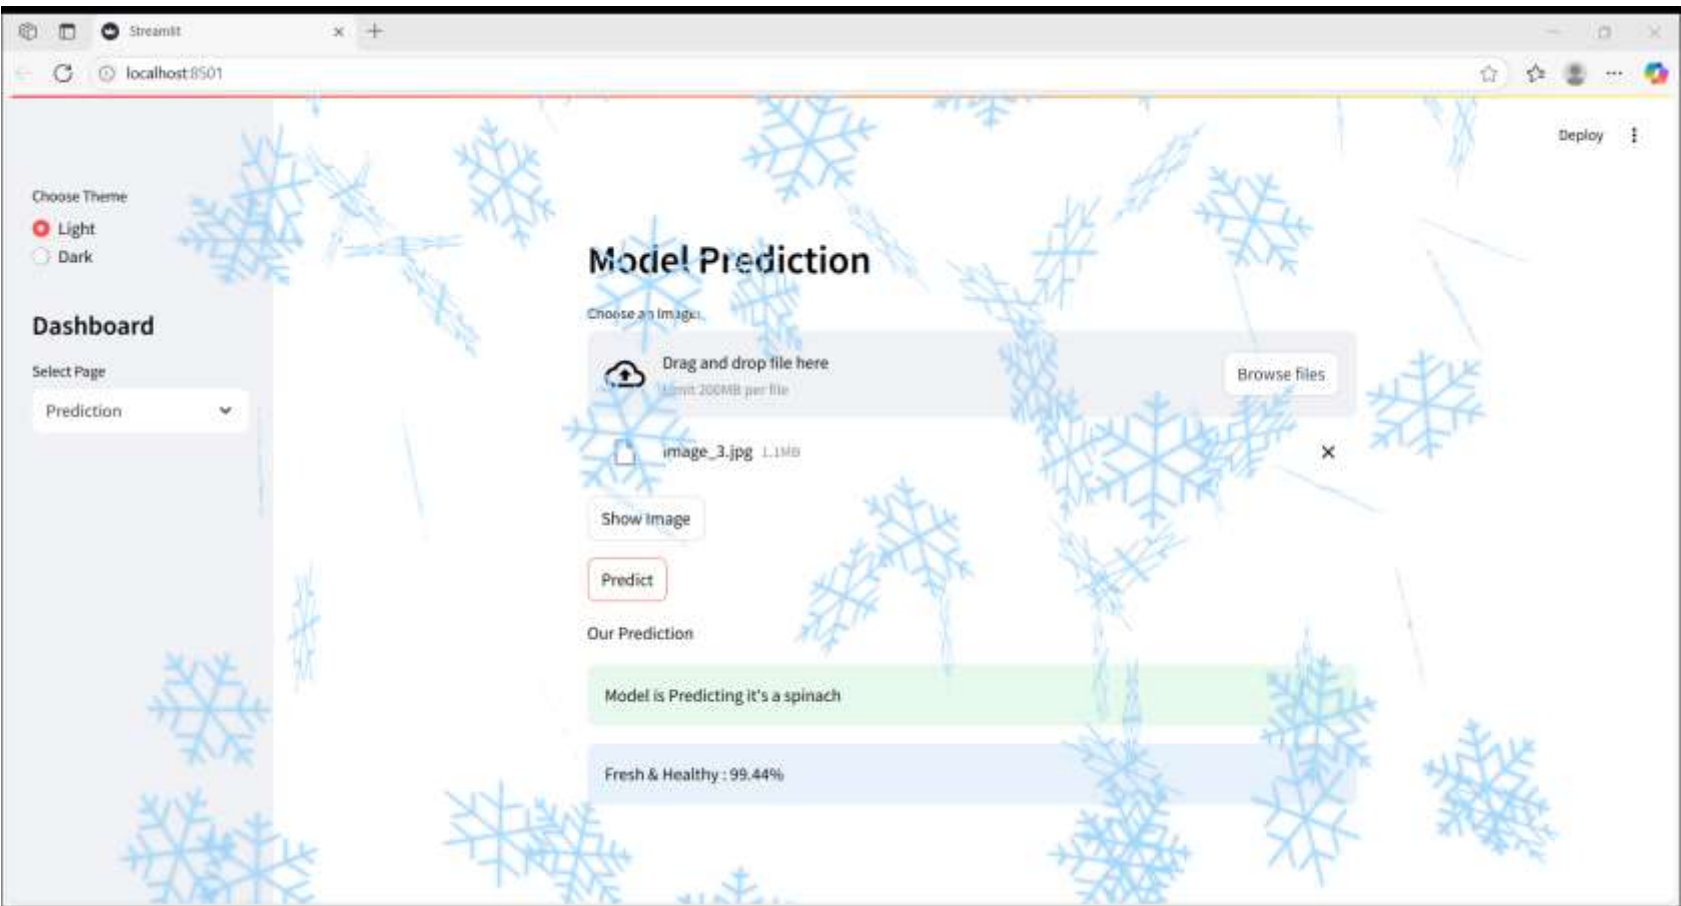 Streamlit
localhost:8501
Deploy
Choose Theme
Light
Dark
Dashboard
Select Page
Prediction
Model Prediction
Choose an Image:
Drag and drop file here
Limit 200MB per file
Browse files
image_3.jpg 1.1MB
Show Image
Predict
Our Prediction
Model is Predicting it's a spinach
Fresh & Healthy : 99.44%